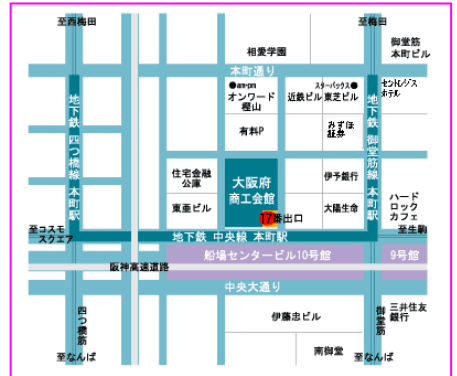 至西梅田
至梅田
相愛学園
御堂筋
本町ビル
本町通り
●am·pm
オンワード
樫山
スターバックス●
近鉄ビル
東芝ビル
セントレジス
ホテル
地下鉄 四つ橋線 本町駅
地下鉄 御堂筋線 本町駅
有料P
みずほ
証券
住宅金融
公庫
大阪府
商工会館
伊予銀行
東亜ビル
17番出口
大陽生命
ハード
ロック
カフェ
至コスモ
スクエア
地下鉄 中央線 本町駅
至生駒
船場センタービル10号館
9号館
阪神高速道路
中央大通り
四つ橋筋
伊藤忠ビル
御堂筋
三井住友
銀行
南御堂
至なんば
至なんば